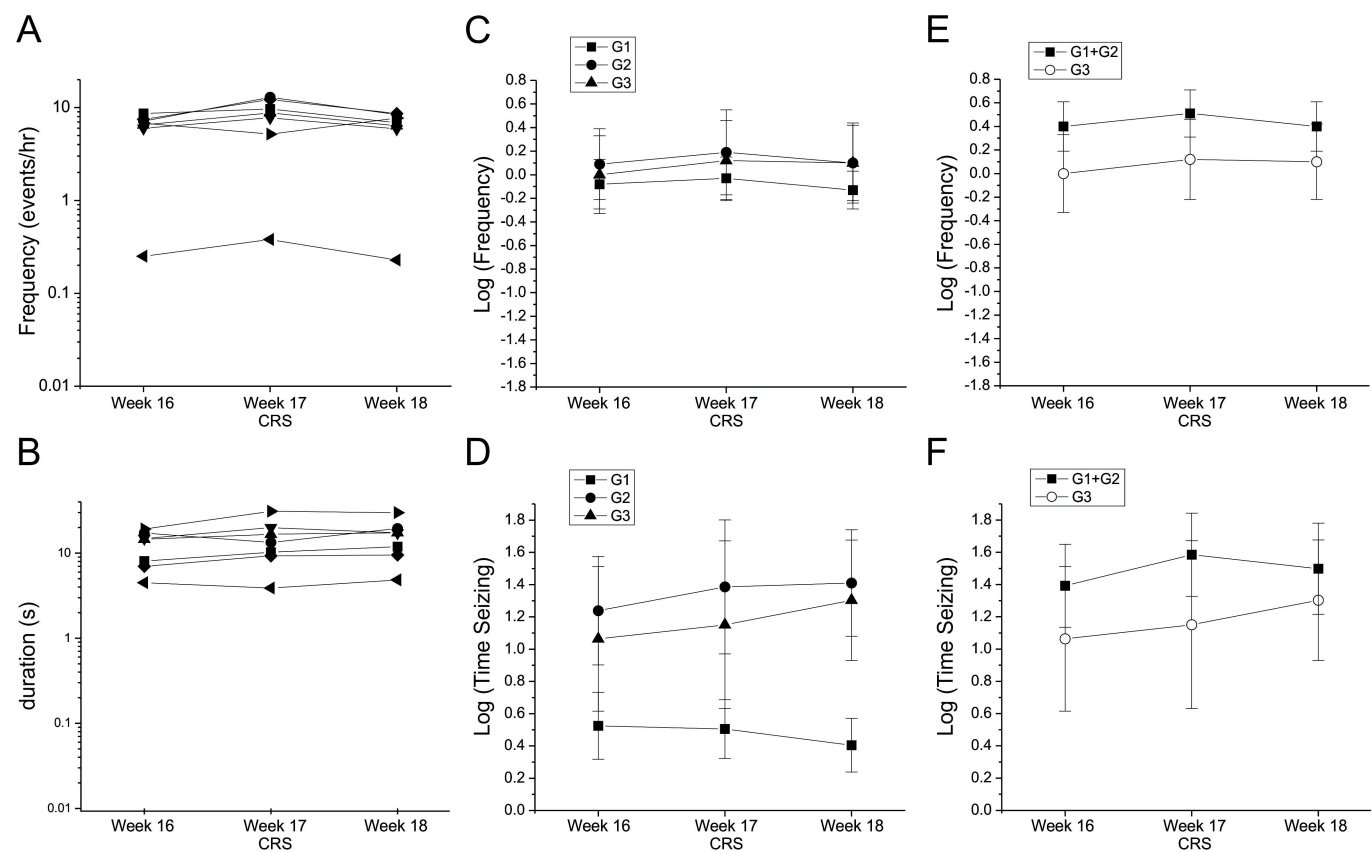 A
Frequency (events/hr)
10
1
0.1
0.01
Week 16
Week 17
Week 18
CRS
C
G1
G2
G3
Log (Frequency)
0.8
0.6
0.4
0.2
0.0
-0.2
-0.4
-0.6
-0.8
-1.0
-1.2
-1.4
-1.6
-1.8
Week 16
Week 17
Week 18
CRS
E
G1+G2
G3
Log (Frequency)
0.8
0.6
0.4
0.2
0.0
-0.2
-0.4
-0.6
-0.8
-1.0
-1.2
-1.4
-1.6
-1.8
Week 16
Week 17
Week 18
CRS
B
duration (s)
10
1
0.1
0.01
Week 16
Week 17
Week 18
CRS
D
G1
G2
G3
Log (Time Seizing)
1.8
1.6
1.4
1.2
1.0
0.8
0.6
0.4
0.2
0.0
Week 16
Week 17
Week 18
CRS
F
G1+G2
G3
Log (Time Seizing)
1.8
1.6
1.4
1.2
1.0
0.8
0.6
0.4
0.2
0.0
Week 16
Week 17
Week 18
CRS